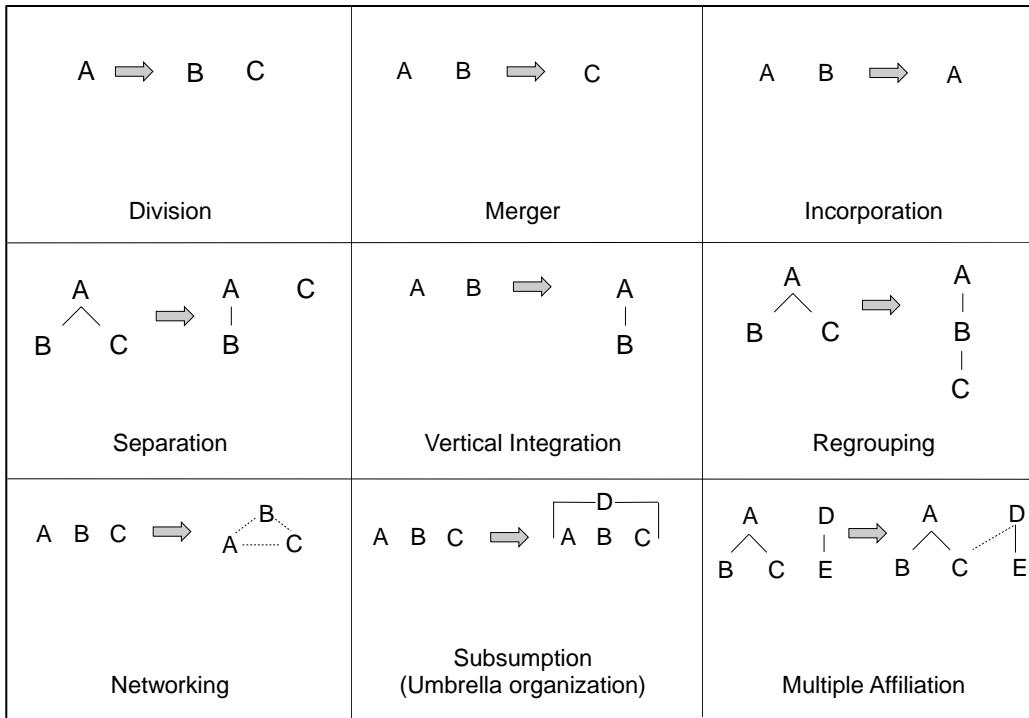 A B C
Division
A B C
Merger
A B A
Incorporation
A A C
B C B
Separation
A B A
B
Vertical Integration
A A
B C B
C
Regrouping
B
A B C A C
Networking
D
A B C A B C
Subsumption
(Umbrella organization)
A D A D
B C E B C E
Multiple Affiliation